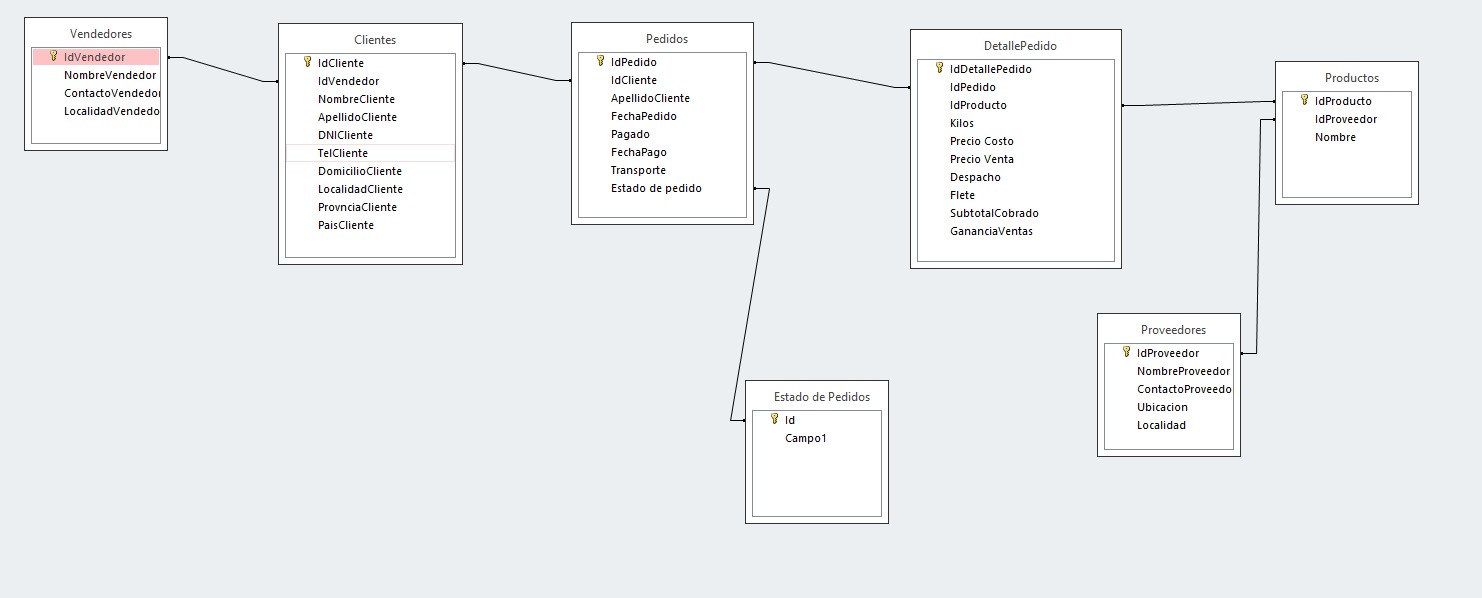 Vendedores
IdVendedor
NombreVendedor
ContactoVendedor
LocalidadVendedo
Clientes
IdCliente
IdVendedor
NombreCliente
ApellidoCliente
DNICliente
TelCliente
DomicilioCliente
LocalidadCliente
ProvnciaCliente
PaisCliente
Pedidos
IdPedido
IdCliente
ApellidoCliente
FechaPedido
Pagado
FechaPago
Transporte
Estado de pedido
DetallePedido
IdDetallePedido
IdPedido
IdProducto
Kilos
Precio Costo
Precio Venta
Despacho
Flete
SubtotalCobrado
GananciaVentas
Productos
IdProducto
IdProveedor
Nombre
Proveedores
IdProveedor
NombreProveedor
ContactoProveedo
Ubicacion
Localidad
Estado de Pedidos
Id
Campo1